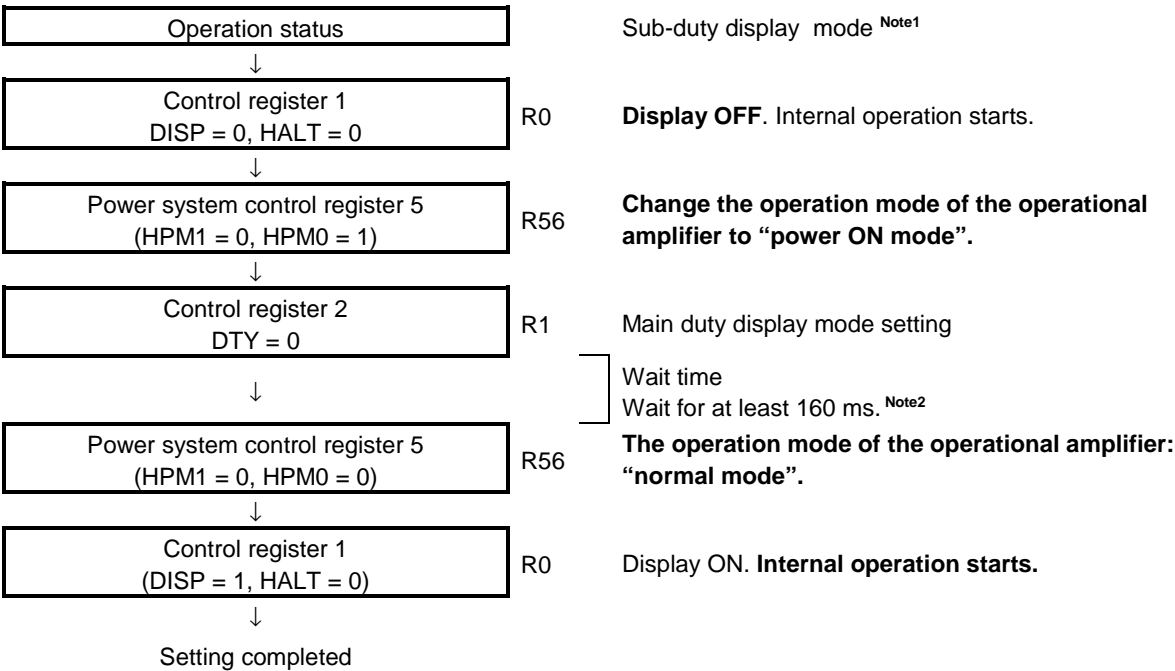 Operation status
Sub-duty display mode Note1
↓
Control register 1
DISP = 0, HALT = 0
R0
Display OFF. Internal operation starts.
↓
Power system control register 5
(HPM1 = 0, HPM0 = 1)
R56
Change the operation mode of the operational
amplifier to “power ON mode”.
↓
Control register 2
DTY = 0
R1
Main duty display mode setting
↓
Wait time
Wait for at least 160 ms. Note2
Power system control register 5
(HPM1 = 0, HPM0 = 0)
R56
The operation mode of the operational amplifier:
“normal mode”.
↓
Control register 1
(DISP = 1, HALT = 0)
R0
Display ON. Internal operation starts.
↓
Setting completed